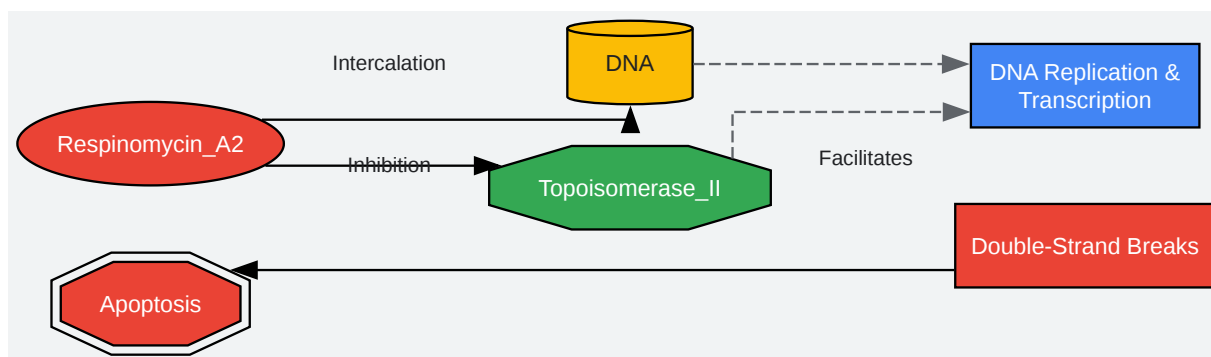 Intercalation
DNA
DNA Replication &
Transcription
Respinomycin_A2
Inhibition
Topoisomerase_II
Facilitates
Double-Strand Breaks
Apoptosis